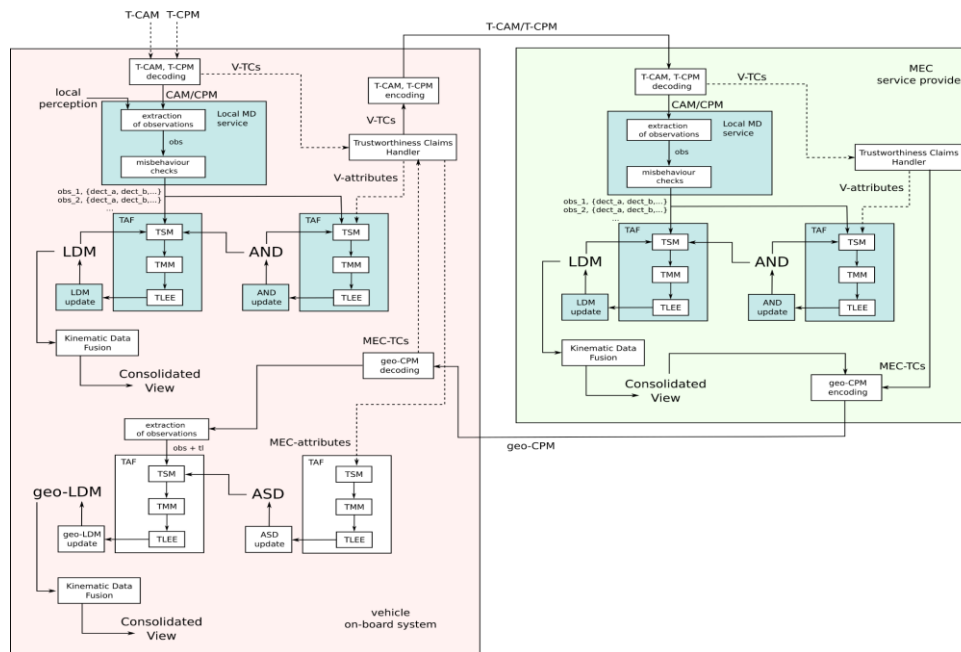 T-CAM T-CPM
T-CAM, T-CPM
decoding
V-TCs
CAM/CPM
local
perception
extraction
of observations
Local MD
service
obs
misbehaviour
checks
T-CAM, T-CPM
encoding
V-TCs
Trustworthiness Claims
Handler
V-attributes
obs_1, {dect_a, dect_b,...}
obs_2, {dect_a, dect_b,...}
...
TAF
TSM
TMM
TLEE
LDM
LDM
update
AND
AND
update
TAF
TSM
TMM
TLEE
Kinematic Data
Fusion
Consolidated
View
MEC-TCs
geo-CPM
decoding
extraction
of observations
obs + tl
MEC-attributes
TAF
TSM
TMM
TLEE
geo-LDM
geo-LDM
update
ASD
ASD
update
TAF
TSM
TMM
TLEE
Kinematic Data
Fusion
Consolidated
View
vehicle
on-board system
T-CAM/T-CPM
geo-CPM
MEC
service provider
T-CAM, T-CPM
decoding
V-TCs
CAM/CPM
extraction
of observations
Local MD
service
obs
misbehaviour
checks
Trustworthiness Claims
Handler
V-attributes
obs_1, {dect_a, dect_b,...}
obs_2, {dect_a, dect_b,...}
...
TAF
TSM
TMM
TLEE
LDM
LDM
update
AND
AND
update
TAF
TSM
TMM
TLEE
Kinematic Data
Fusion
Consolidated
View
MEC-TCs
geo-CPM
encoding